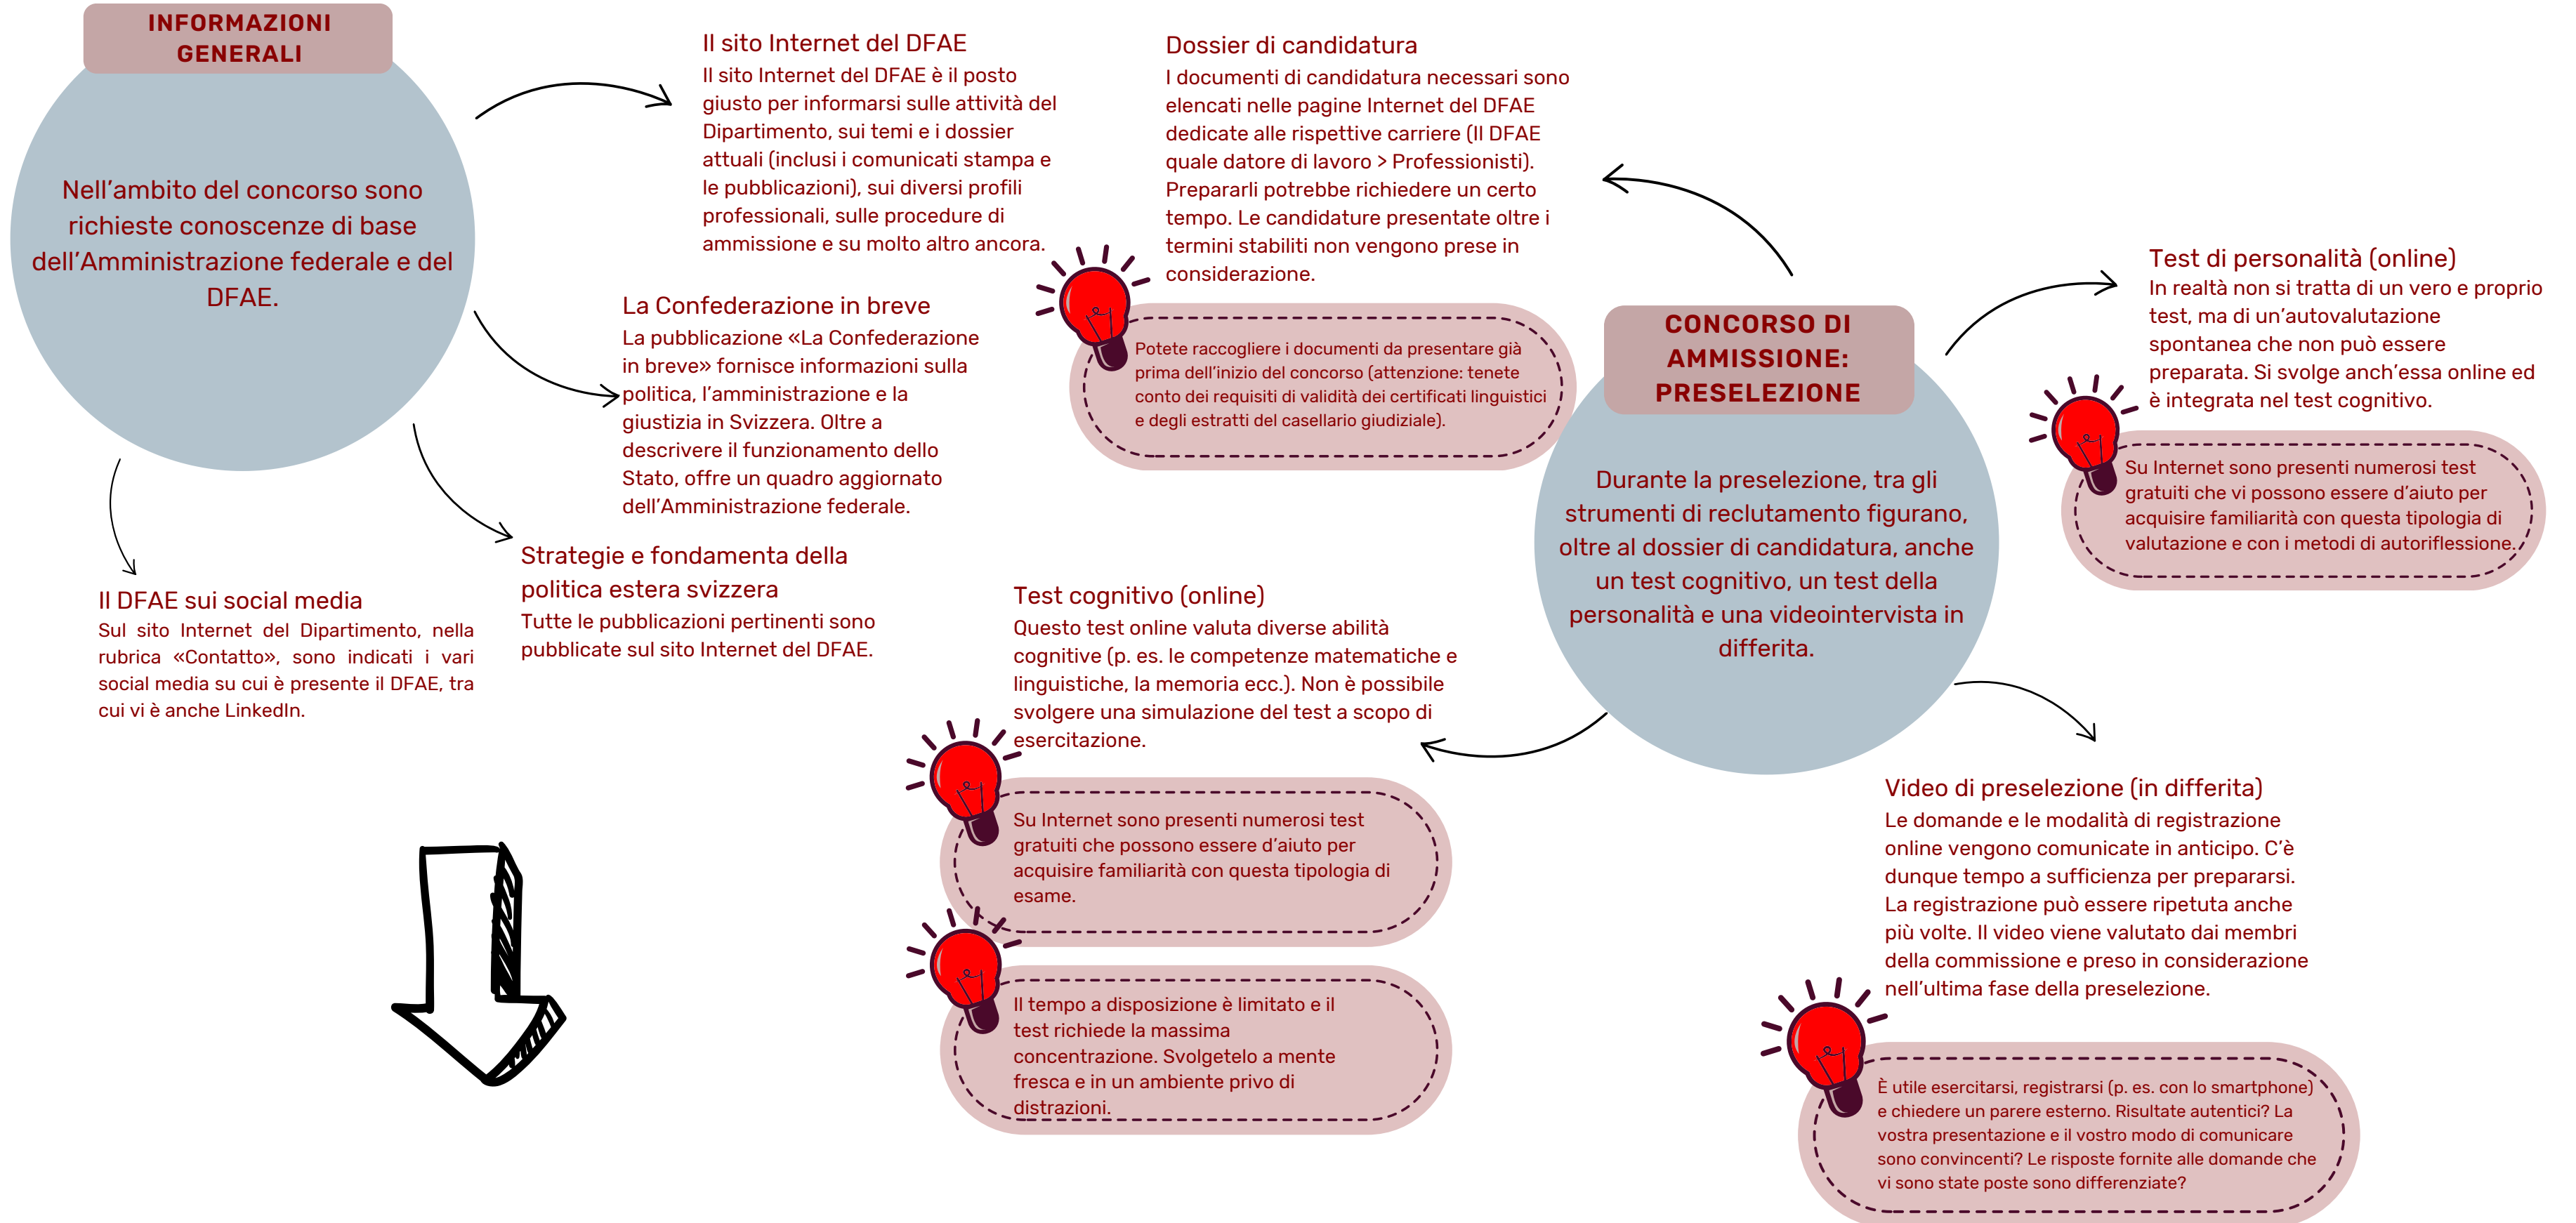 INFORMAZIONI
GENERALI
Nell'ambito del concorso sono
richieste conoscenze di base
dell'Amministrazione federale e del
DFAE.
Il sito Internet del DFAE
Il sito Internet del DFAE è il posto
giusto per informarsi sulle attività del
Dipartimento, sui temi e i dossier
attuali (inclusi i comunicati stampa e
le pubblicazioni), sui diversi profili
professionali, sulle procedure di
ammissione e su molto altro ancora.
La Confederazione in breve
La pubblicazione «La Confederazione
in breve» fornisce informazioni sulla
politica, l'amministrazione e la
giustizia in Svizzera. Oltre a
descrivere il funzionamento dello
Stato, offre un quadro aggiornato
dell'Amministrazione federale.
Strategie e fondamenta della
politica estera svizzera
Tutte le pubblicazioni pertinenti sono
pubblicate sul sito Internet del DFAE.
Il DFAE sui social media
Sul sito Internet del Dipartimento, nella
rubrica «Contatto», sono indicati i vari
social media su cui è presente il DFAE, tra
cui vi è anche LinkedIn.
CONCORSO DI
AMMISSIONE:
PRESELEZIONE
Durante la preselezione, tra gli
strumenti di reclutamento figurano,
oltre al dossier di candidatura, anche
un test cognitivo, un test della
personalità e una videointervista in
differita.
Dossier di candidatura
I documenti di candidatura necessari sono
elencati nelle pagine Internet del DFAE
dedicate alle rispettive carriere (Il DFAE
quale datore di lavoro > Professionisti).
Prepararli potrebbe richiedere un certo
tempo. Le candidature presentate oltre i
termini stabiliti non vengono prese in
considerazione.
Potete raccogliere i documenti da presentare già
prima dell'inizio del concorso (attenzione: tenete
conto dei requisiti di validità dei certificati linguistici
e degli estratti del casellario giudiziale).
Test cognitivo (online)
Questo test online valuta diverse abilità
cognitive (p. es. le competenze matematiche e
linguistiche, la memoria ecc.). Non è possibile
svolgere una simulazione del test a scopo di
esercitazione.
Su Internet sono presenti numerosi test
gratuiti che possono essere d'aiuto per
acquisire familiarità con questa tipologia di
esame.
Il tempo a disposizione è limitato e il
test richiede la massima
concentrazione. Svolgetelo a mente
fresca e in un ambiente privo di
distrazioni.
Test di personalità (online)
In realtà non si tratta di un vero e proprio
test, ma di un'autovalutazione
spontanea che non può essere
preparata. Si svolge anch'essa online ed
è integrata nel test cognitivo.
Su Internet sono presenti numerosi test
gratuiti che vi possono essere d'aiuto per
acquisire familiarità con questa tipologia di
valutazione e con i metodi di autoriflessione.
Video di preselezione (in differita)
Le domande e le modalità di registrazione
online vengono comunicate in anticipo. C'è
dunque tempo a sufficienza per prepararsi.
La registrazione può essere ripetuta anche
più volte. Il video viene valutato dai membri
della commissione e preso in considerazione
nell'ultima fase della preselezione.
È utile esercitarsi, registrarsi (p. es. con lo smartphone)
e chiedere un parere esterno. Risultate autentici? La
vostra presentazione e il vostro modo di comunicare
sono convincenti? Le risposte fornite alle domande che
vi sono state poste sono differenziate?